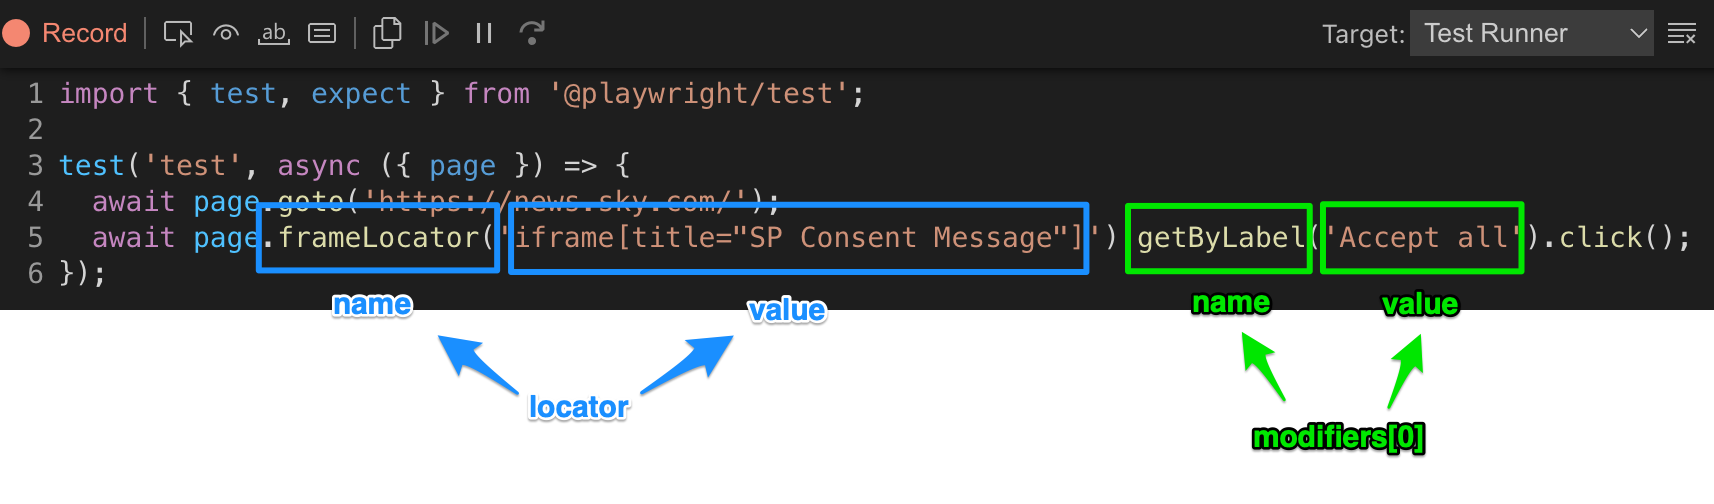 Record ab Target: Test Runner
1 import { test, expect } from '@playwright/test';
2
3 test('test', async ({ page }) => {
4 await page.goto('https://news.sky.com/');
5 await page.frameLocator('iframe[title="SP Consent Message"]') getByLabel('Accept all').click();
6 });
name value name value
locator
modifiers[0]